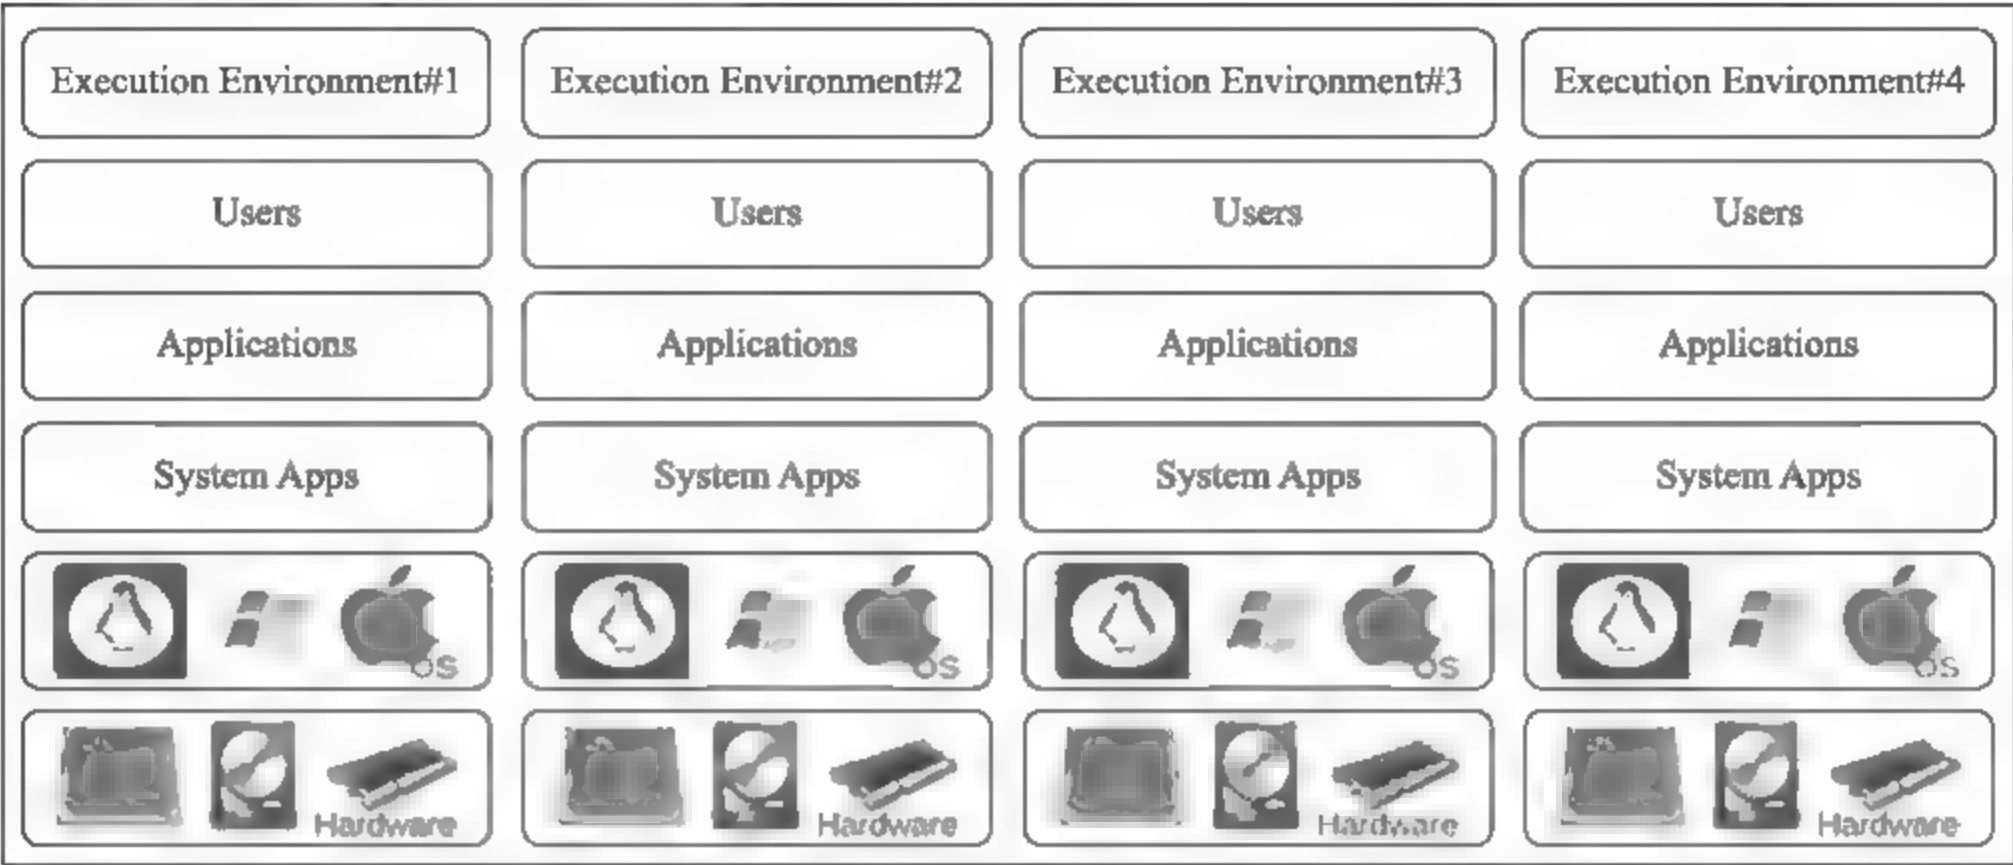 Execution Environment#1 Execution Environment#2 Execution Environment#3 Execution Environment#4
Users Users Users Users
Applications Applications Applications Applications
System Apps System Apps System Apps System Apps
OS OS OS OS
Hardware Hardware Hardware Hardware